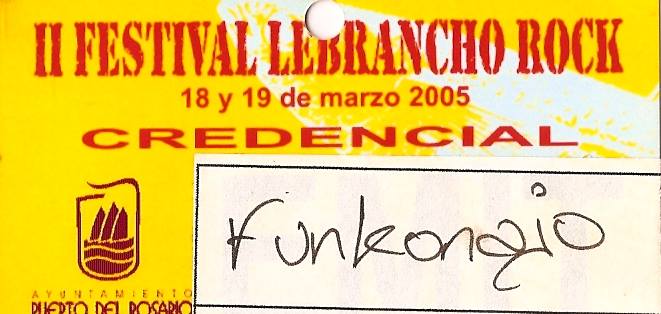 II FESTIVAL LEBRANCHO ROCK
18 y 19 de marzo 2005
CREDENCIAL
Funkongio
AYUNTAMIENTO
PUERTO DEL ROSARIO